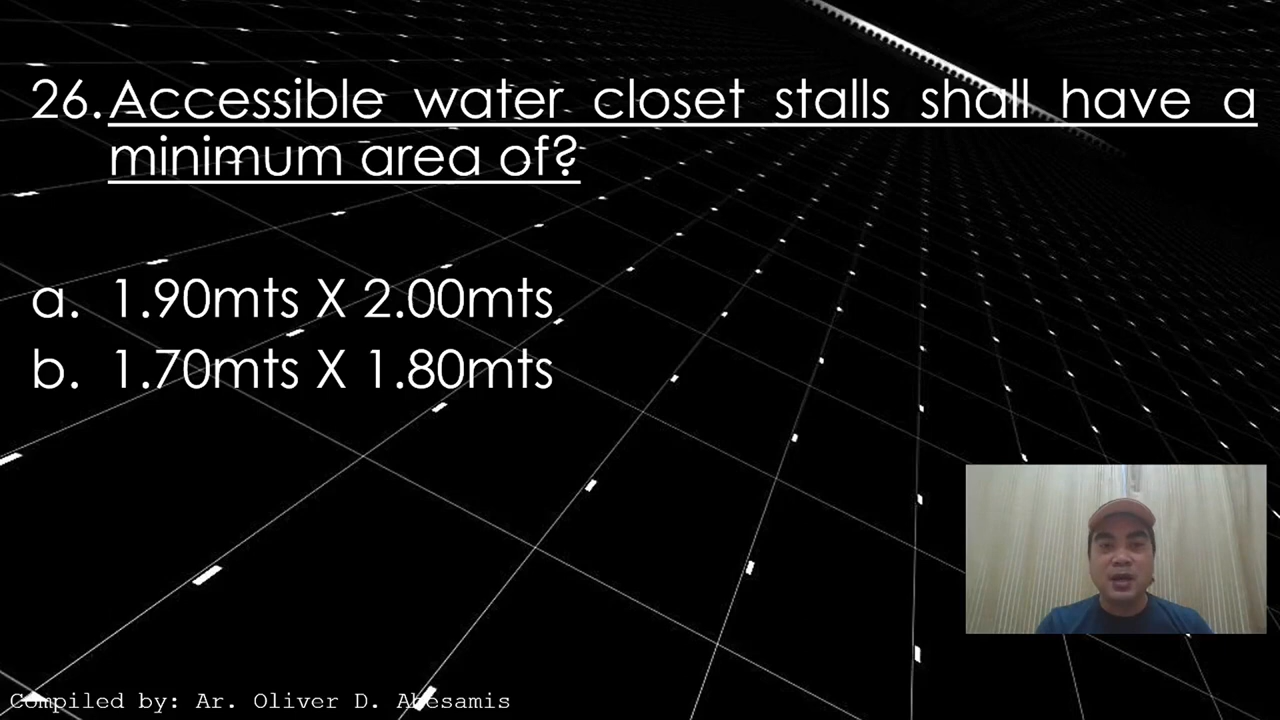 26. Accessible water closet stalls shall have a
minimum area of?
a. 1.90mts X 2.00mts
b. 1.70mts X 1.80mts
Compiled by: Ar. Oliver D. Abesamis